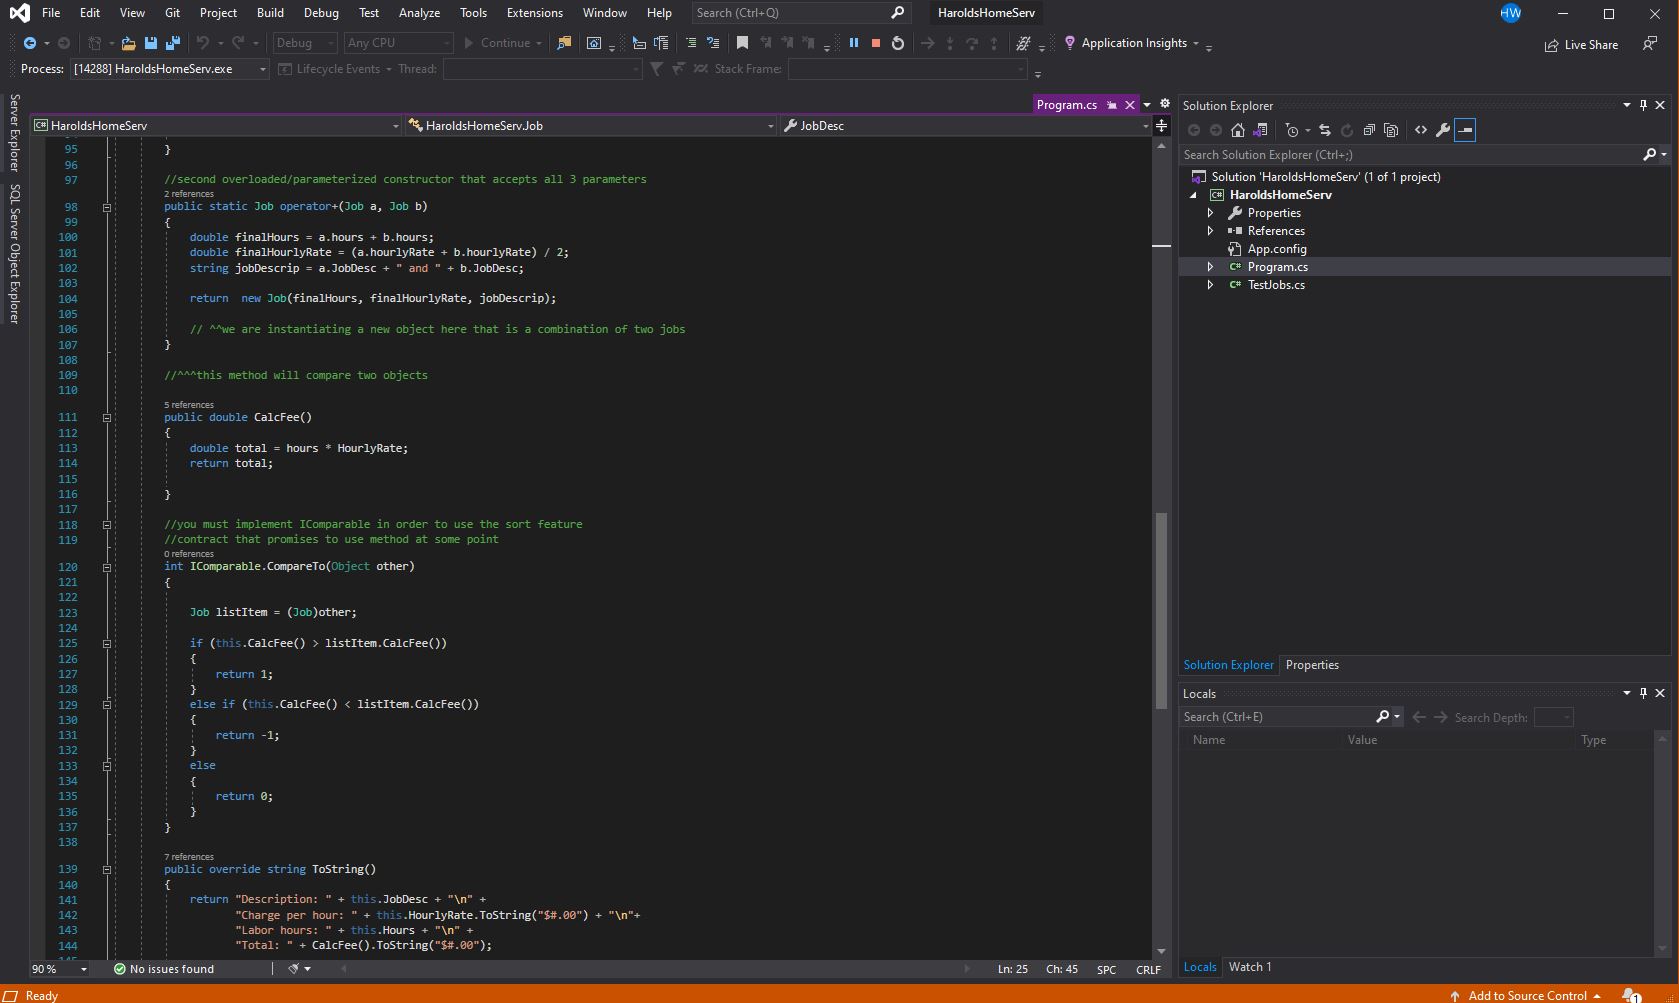 File Edit View Git Project Build Debug Test Analyze Tools Extensions Window Help Search (Ctrl+Q) HaroldsHomeServ HW
Debug Any CPU Continue Application Insights Live Share
Process: [14288] HaroldsHomeServ.exe Lifecycle Events Thread: Stack Frame:
Server Explorer
SQL Server Object Explorer
Program.cs
HaroldsHomeServ HaroldsHomeServ.Job JobDesc
95 }
96
97 //second overloaded/parameterized constructor that accepts all 3 parameters
2 references
98 public static Job operator+(Job a, Job b)
99 {
100 double finalHours = a.hours + b.hours;
101 double finalHourlyRate = (a.hourlyRate + b.hourlyRate) / 2;
102 string jobDescrip = a.JobDesc + " and " + b.JobDesc;
103
104 return  new Job(finalHours, finalHourlyRate, jobDescrip);
105
106 // ^^we are instantiating a new object here that is a combination of two jobs
107 }
108
109 //^^^this method will compare two objects
110
5 references
111 public double CalcFee()
112 {
113 double total = hours * HourlyRate;
114 return total;
115
116 }
117
118 //you must implement IComparable in order to use the sort feature
119 //contract that promises to use method at some point
0 references
120 int IComparable.CompareTo(Object other)
121 {
122
123 Job listItem = (Job)other;
124
125 if (this.CalcFee() > listItem.CalcFee())
126 {
127 return 1;
128 }
129 else if (this.CalcFee() < listItem.CalcFee())
130 {
131 return -1;
132 }
133 else
134 {
135 return 0;
136 }
137 }
138
7 references
139 public override string ToString()
140 {
141 return "Description: " + this.JobDesc + "\n" +
142 "Charge per hour: " + this.HourlyRate.ToString("$#.00") + "\n"+
143 "Labor hours: " + this.Hours + "\n" +
144 "Total: " + CalcFee().ToString("$#.00");
90 % No issues found Ln: 25 Ch: 45 SPC CRLF
Solution Explorer
Search Solution Explorer (Ctrl+;)
Solution 'HaroldsHomeServ' (1 of 1 project)
C# HaroldsHomeServ
Properties
References
App.config
C# Program.cs
C# TestJobs.cs
Solution Explorer Properties
Locals
Search (Ctrl+E) Search Depth:
Name Value Type
Locals Watch 1
Ready Add to Source Control 1